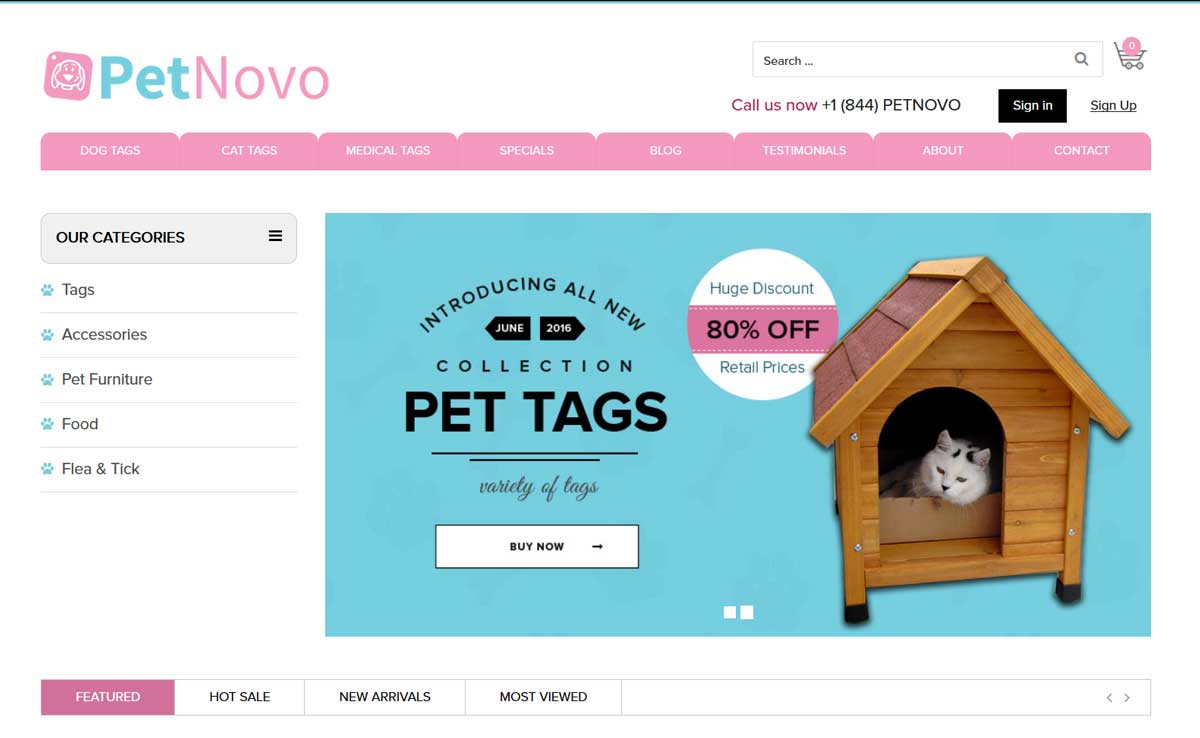 PetNovo
Search ...
0
Call us now +1 (844) PETNOVO
Sign in
Sign Up
DOG TAGS
CAT TAGS
MEDICAL TAGS
SPECIALS
BLOG
TESTIMONIALS
ABOUT
CONTACT
OUR CATEGORIES
Tags
Accessories
Pet Furniture
Food
Flea & Tick
INTRODUCING ALL NEW
JUNE 2016
COLLECTION
PET TAGS
variety of tags
BUY NOW
Huge Discount
80% OFF
Retail Prices
FEATURED
HOT SALE
NEW ARRIVALS
MOST VIEWED